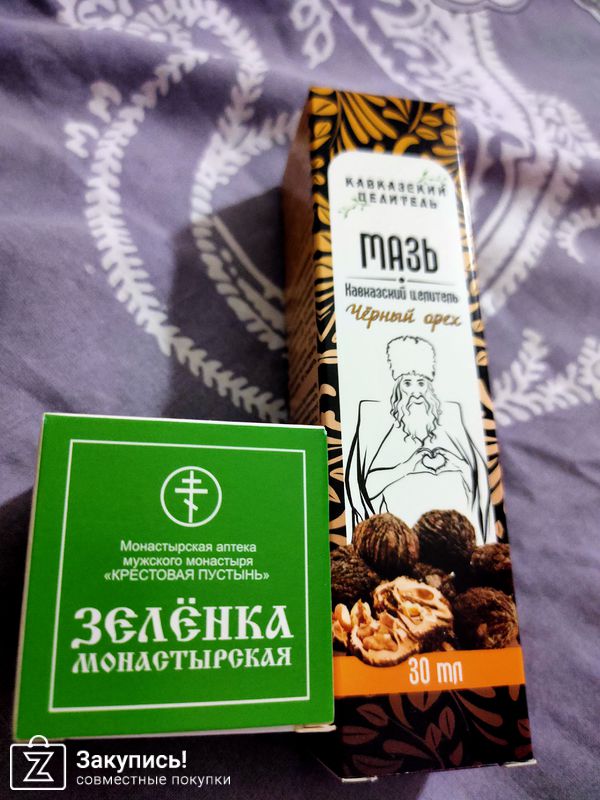 КАВКАЗСКИЙ
ЦЕЛИТЕЛЬ
МАЗЬ
Кавказский целитель
Чёрный орех
30 мл
Монастырская аптека
мужского монастыря
«КРЕСТОВАЯ ПУСТЫНЬ»
ЗЕЛЁНКА
МОНАСТЫРСКАЯ
Закупись!
совместные покупки